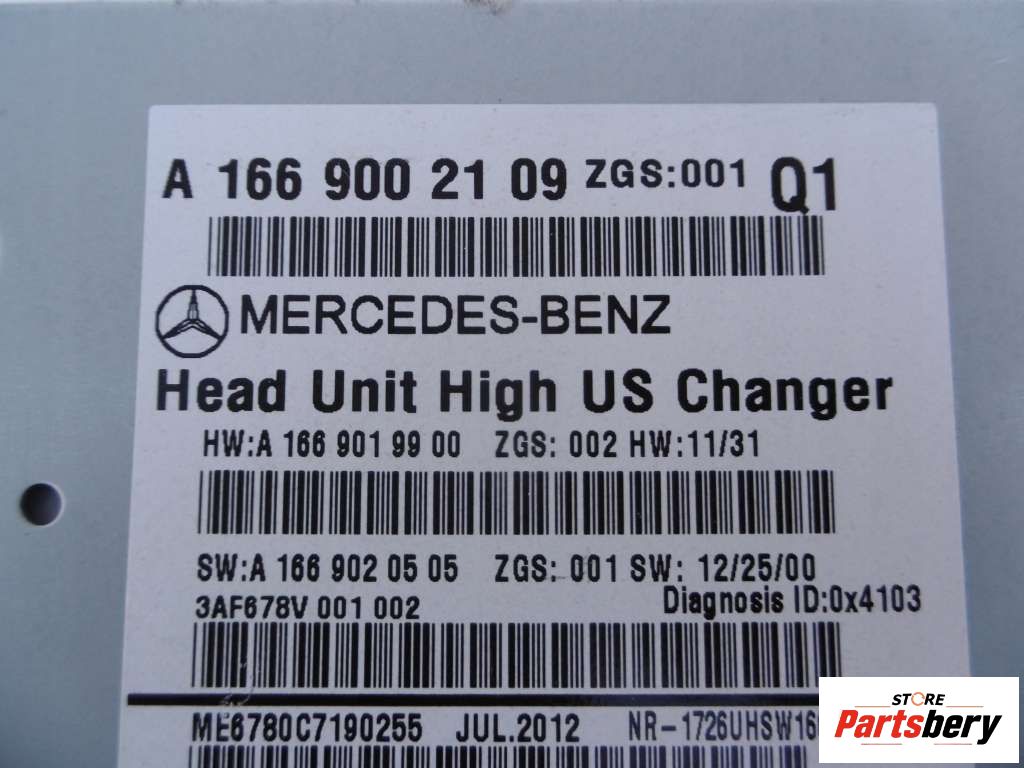 A 166 900 21 09 ZGS:001 Q1
MERCEDES-BENZ
Head Unit High US Changer
HW:A 166 901 99 00 ZGS: 002 HW:11/31
SW:A 166 902 05 05 ZGS: 001 SW: 12/25/00
3AF678V 001 002 Diagnosis ID:0x4103
ME6780C7190255 JUL.2012 NR-1726UHSW16
STORE
Partsbery